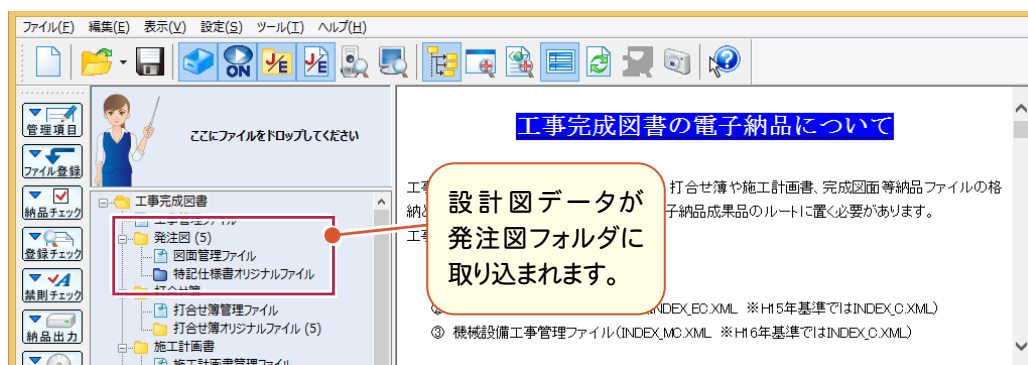 ファイル(F) 編集(E) 表示(V) 設定(S) ツール(T) ヘルプ(H)
ON
J/E
J/E
管理項目
ファイル登録
納品チェック
登録チェック
禁則チェック
納品出力
ここにファイルをドロップしてください
工事完成図書
発注図 (5)
図面管理ファイル
特記仕様書オリジナルファイル
打合せ簿管理ファイル
打合せ簿オリジナルファイル (5)
施工計画書
施工計画書管理ファイル
工事完成図書の電子納品について
打合せ簿や施工計画書、完成図面等納品ファイルの格
子納品成果品のルートに置く必要があります。
設計図データが
発注図フォルダに
取り込まれます。
INDEX_EC.XML ※H15年基準ではINDEX_C.XML)
③ 機械設備工事管理ファイル(INDEX_MC.XML ※H16年基準ではINDEX_C.XML)